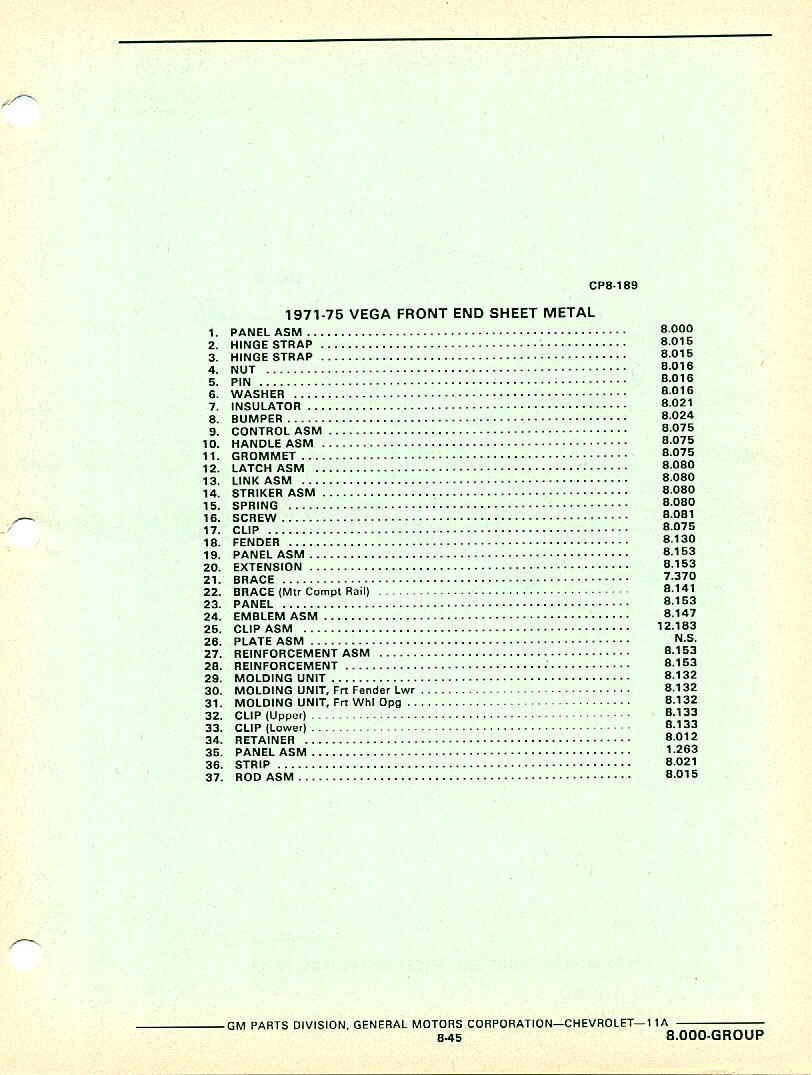 CP8-189
1971-75 VEGA FRONT END SHEET METAL
1. PANEL ASM ........ 8.000
2. HINGE STRAP ........ 8.015
3. HINGE STRAP ........ 8.015
4. NUT ........ 8.016
5. PIN ........ 8.016
6. WASHER ........ 8.016
7. INSULATOR ........ 8.021
8. BUMPER ........ 8.024
9. CONTROL ASM ........ 8.075
10. HANDLE ASM ........ 8.075
11. GROMMET ........ 8.075
12. LATCH ASM ........ 8.080
13. LINK ASM ........ 8.080
14. STRIKER ASM ........ 8.080
15. SPRING ........ 8.080
16. SCREW ........ 8.081
17. CLIP ........ 8.075
18. FENDER ........ 8.130
19. PANEL ASM ........ 8.153
20. EXTENSION ........ 8.153
21. BRACE ........ 7.370
22. BRACE (Mtr Compt Rail) ........ 8.141
23. PANEL ........ 8.153
24. EMBLEM ASM ........ 8.147
25. CLIP ASM ........ 12.183
26. PLATE ASM ........ N.S.
27. REINFORCEMENT ASM ........ 8.153
28. REINFORCEMENT ........ 8.153
29. MOLDING UNIT ........ 8.132
30. MOLDING UNIT, Frt Fender Lwr ........ 8.132
31. MOLDING UNIT, Frt Whl Opg ........ 8.132
32. CLIP (Upper) ........ 8.133
33. CLIP (Lower) ........ 8.133
34. RETAINER ........ 8.012
35. PANEL ASM ........ 1.263
36. STRIP ........ 8.021
37. ROD ASM ........ 8.015
GM PARTS DIVISION, GENERAL MOTORS CORPORATION—CHEVROLET—11A
8-45
8.000-GROUP